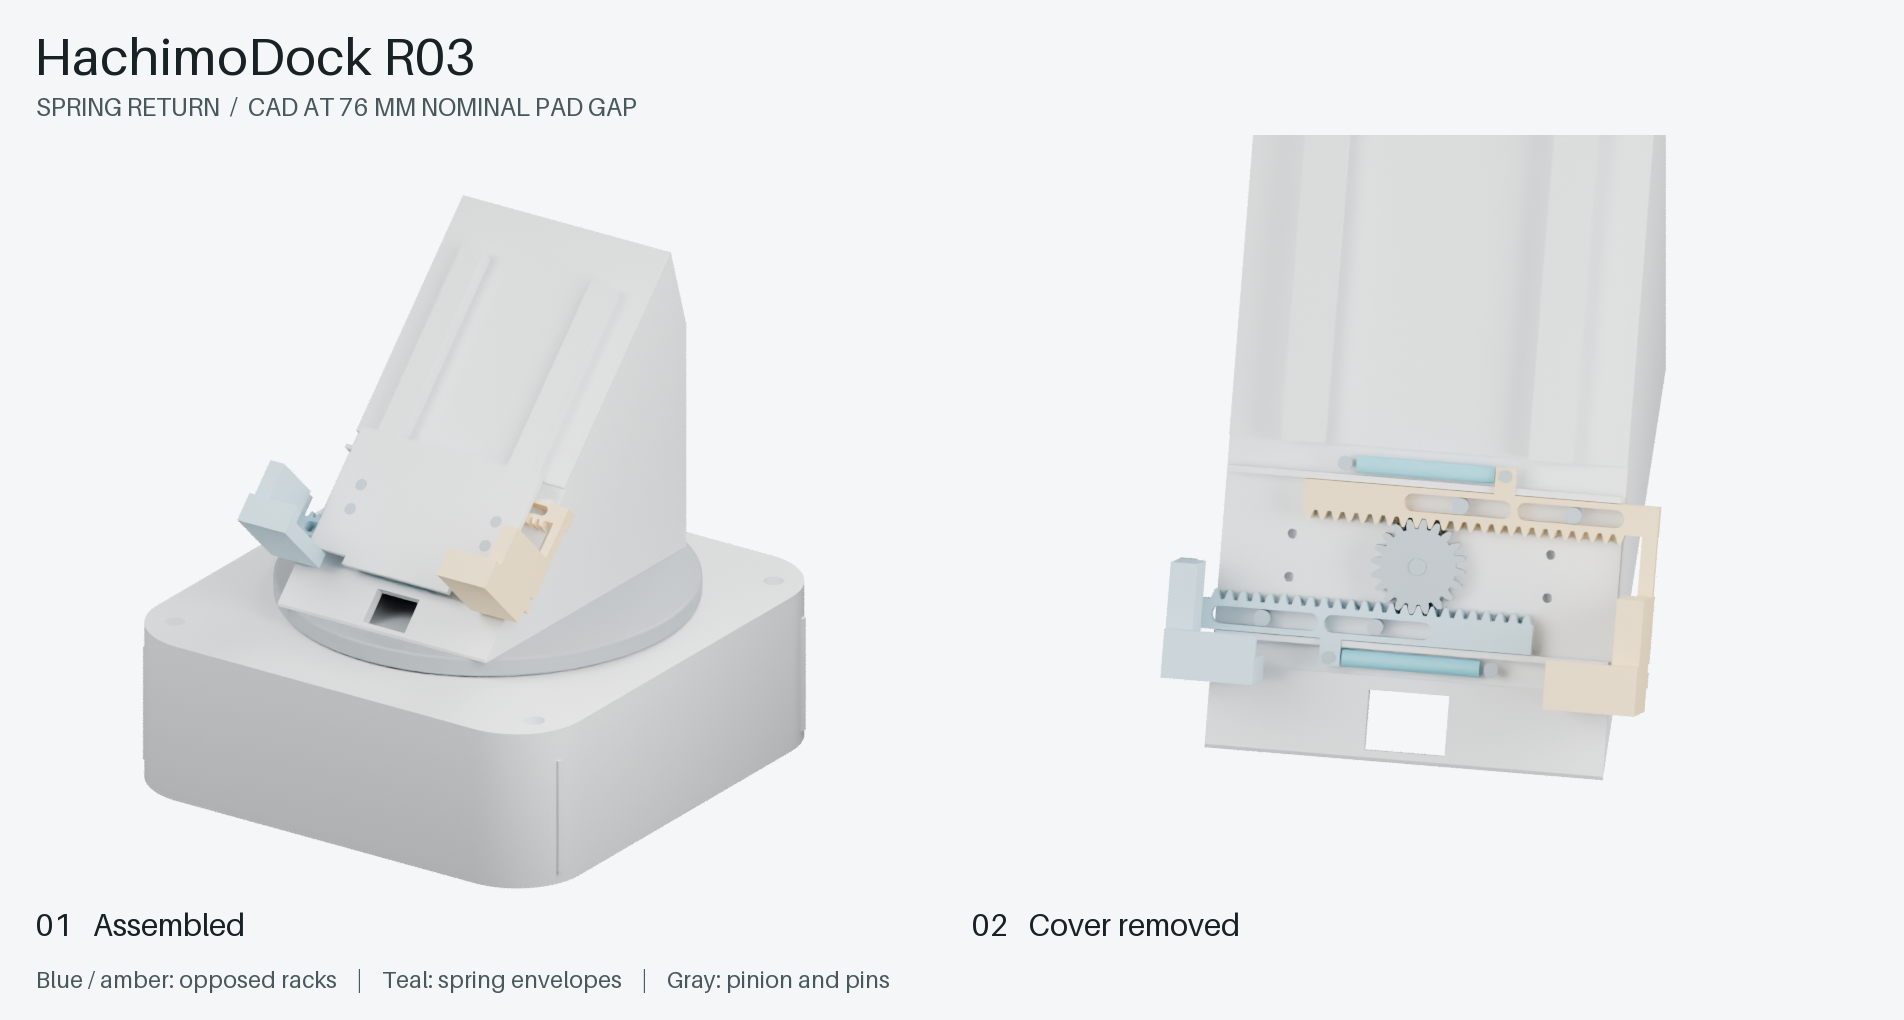 HachimoDock R03
SPRING RETURN / CAD AT 76 MM NOMINAL PAD GAP
01 Assembled
02 Cover removed
Blue / amber: opposed racks | Teal: spring envelopes | Gray: pinion and pins